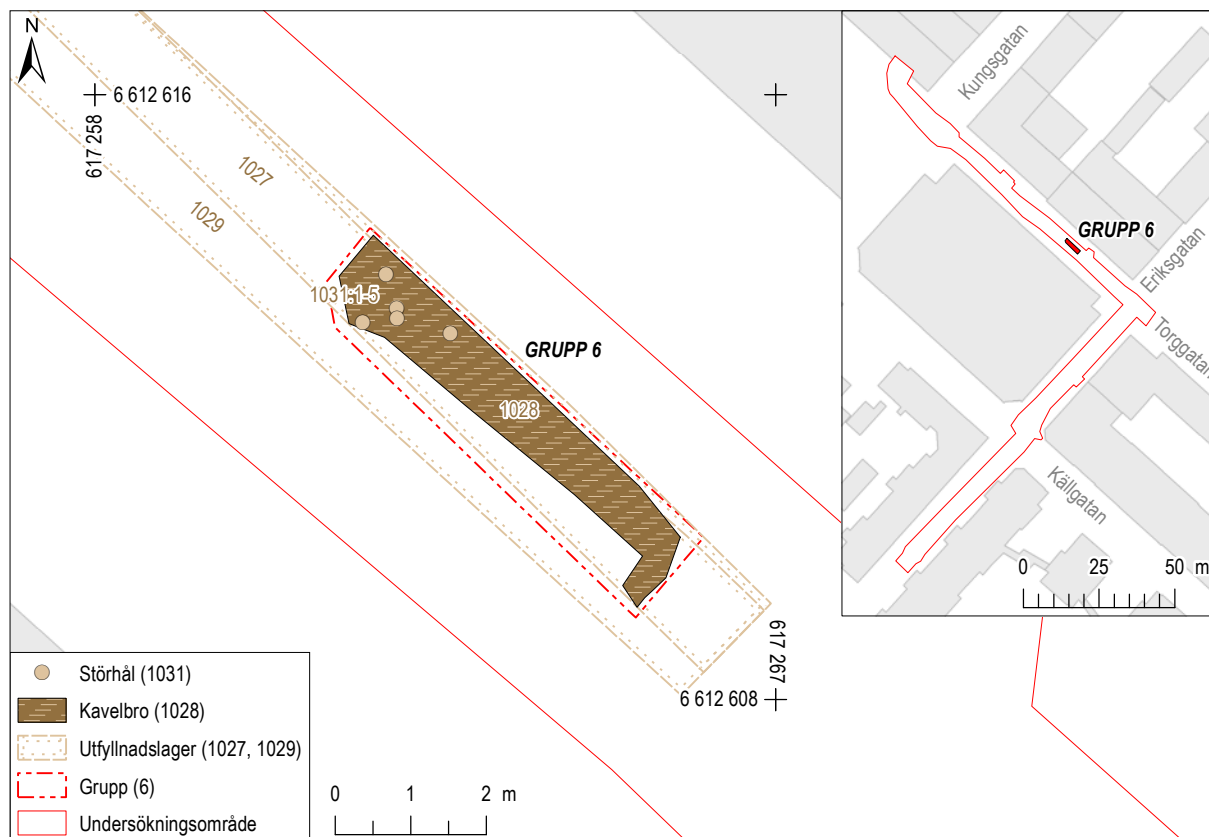 N
6 612 616
617 258
1027
1029
1031:1-5
GRUPP 6
1028
617 267
6 612 608
Störhål (1031)
Kavelbro (1028)
Utfyllnadslager (1027, 1029)
Grupp (6)
Undersökningsområde
0 1 2 m
Kungsgatan
GRUPP 6
Eriksgatan
Torggatan
Källgatan
0 25 50 m